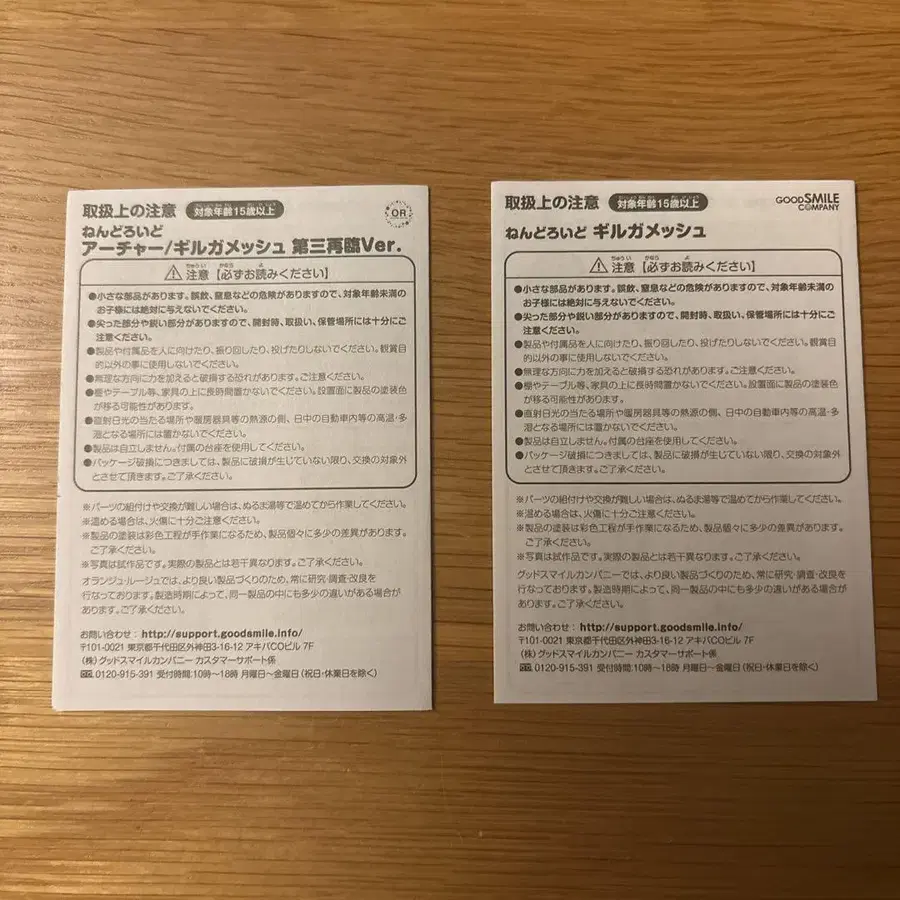 取扱上の注意 対象年齢15歳以上
OR
ねんどろいど
アーチャー/ギルガメッシュ 第三再臨Ver.
注意【必ずお読みください】
●小さな部品があります。誤飲、窒息などの危険がありますので、対象年齢未満の
お子様には絶対に与えないでください。
●尖った部分や鋭い部分がありますので、開封時、取扱い、保管場所には十分にご
注意ください。
●製品や付属品を人に向けたり、振り回したり、投げたりしないでください。観賞目
的以外の事に使用しないでください。
●無理な方向に力を加えると破損する恐れがあります。ご注意ください。
●棚やテーブル等、家具の上に長時間置かないでください。設置面に製品の塗装色
が移る可能性があります。
●直射日光の当たる場所や暖房器具等の熱源の側、日中の自動車内等の高温・多
湿となる場所には置かないでください。
●製品は自立しません。付属の台座を使用してください。
●パッケージ破損につきましては、製品に破損が生じていない限り、交換の対象外
とさせて頂きます。ご了承ください。
※パーツの組付けや交換が難しい場合は、ぬるま湯等で温めてから作業してください。
※温める場合は、火傷に十分ご注意ください。
※製品の塗装は彩色工程が手作業になるため、製品個々に多少の差異があります。
ご了承ください。
※写真は試作品です。実際の製品とは若干異なります。ご了承ください。
オランジュ・ルージュでは、より良い製品づくりのため、常に研究・調査・改良を
行なっております。製造時期によって、同一製品の中にも多少の違いがある場合が
あります。ご了承ください。
お問い合わせ：http://support.goodsmile.info/
〒101-0021 東京都千代田区外神田3-16-12 アキバCOビル 7F
（株）グッドスマイルカンパニー カスタマーサポート係
0120-915-391 受付時間:10時～18時 月曜日～金曜日（祝日・休業日を除く）
取扱上の注意 対象年齢15歳以上
GOOD SMILE
COMPANY
ねんどろいど ギルガメッシュ
注意【必ずお読みください】
●小さな部品があります。誤飲、窒息などの危険がありますので、対象年齢未満の
お子様には絶対に与えないでください。
●尖った部分や鋭い部分がありますので、開封時、取扱い、保管場所には十分にご
注意ください。
●製品や付属品を人に向けたり、振り回したり、投げたりしないでください。観賞目
的以外の事に使用しないでください。
●無理な方向に力を加えると破損する恐れがあります。ご注意ください。
●棚やテーブル等、家具の上に長時間置かないでください。設置面に製品の塗装色
が移る可能性があります。
●直射日光の当たる場所や暖房器具等の熱源の側、日中の自動車内等の高温・多
湿となる場所には置かないでください。
●製品は自立しません。付属の台座を使用してください。
●パッケージ破損につきましては、製品に破損が生じていない限り、交換の対象外
とさせて頂きます。ご了承ください。
※パーツの組付けや交換が難しい場合は、ぬるま湯等で温めてから作業してください。
※温める場合は、火傷に十分ご注意ください。
※製品の塗装は彩色工程が手作業になるため、製品個々に多少の差異があります。
ご了承ください。
※写真は試作品です。実際の製品とは若干異なります。ご了承ください。
グッドスマイルカンパニーでは、より良い製品づくりのため、常に研究・調査・改良を
行なっております。製造時期によって、同一製品の中にも多少の違いがある場合が
あります。ご了承ください。
お問い合わせ：http://support.goodsmile.info/
〒101-0021 東京都千代田区外神田3-16-12 アキバCOビル 7F
（株）グッドスマイルカンパニー カスタマーサポート係
0120-915-391 受付時間:10時～18時 月曜日～金曜日（祝日・休業日を除く）